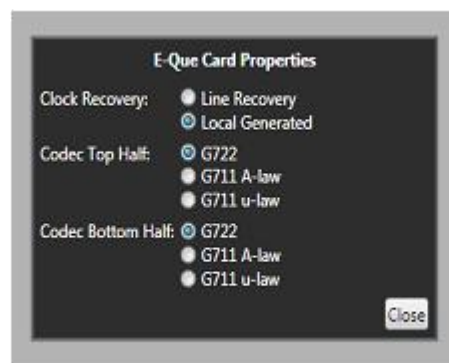 E-Que Card Properties
Clock Recovery: Line Recovery
Local Generated
Codec Top Half: G722
G711 A-law
G711 u-law
Codec Bottom Half: G722
G711 A-law
G711 u-law
Close